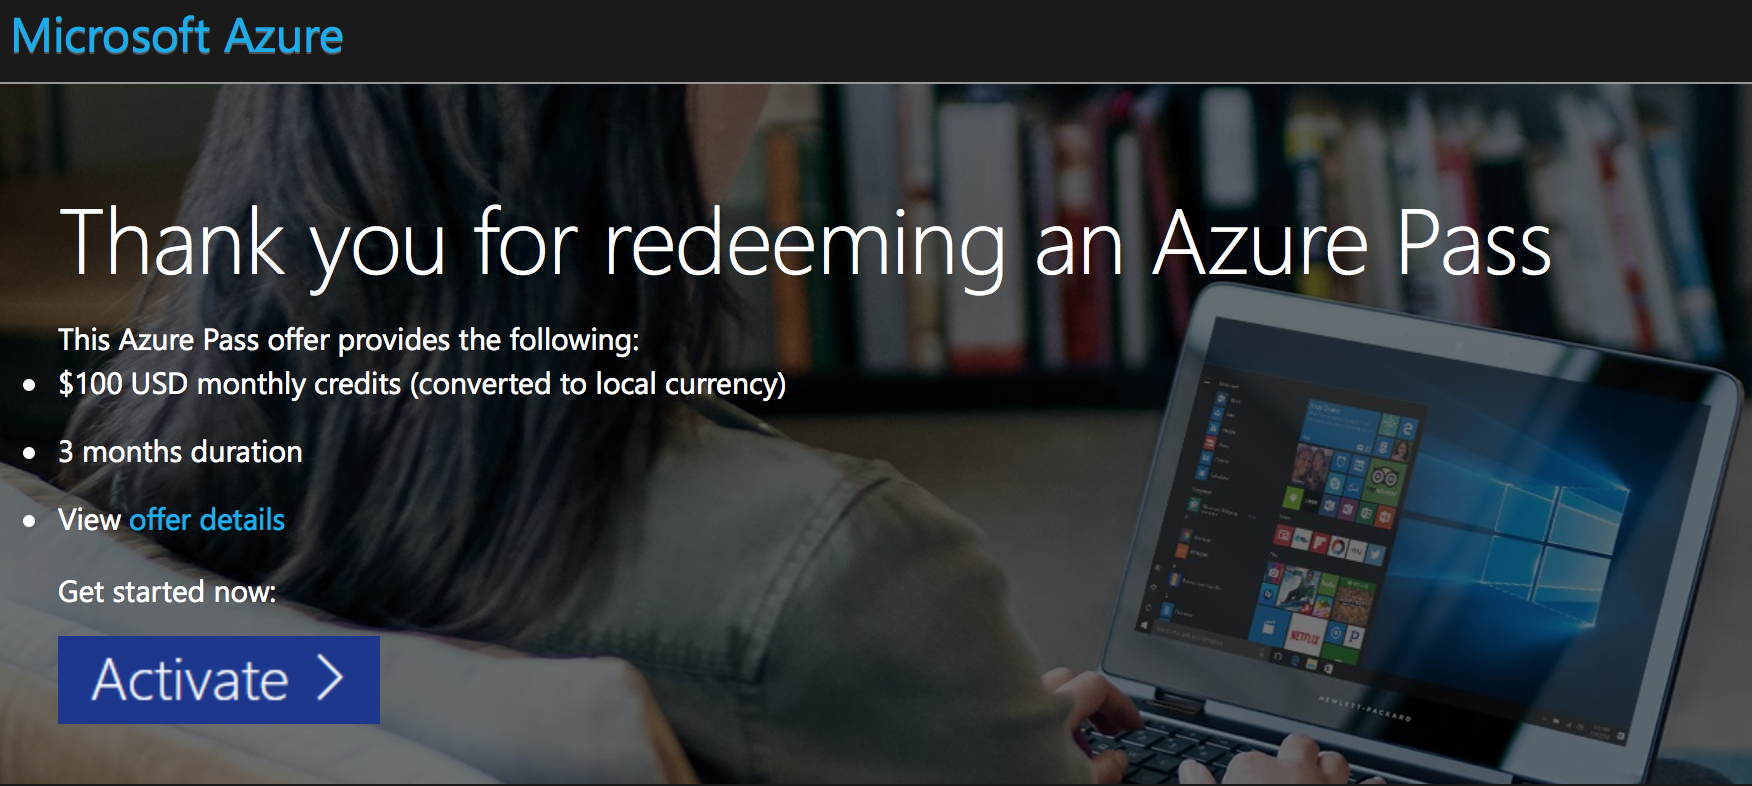 Microsoft Azure
Thank you for redeeming an Azure Pass
This Azure Pass offer provides the following:
• $100 USD monthly credits (converted to local currency)
• 3 months duration
• View offer details
Get started now:
Activate >
NETFLIX
HEWLETT-PACKARD